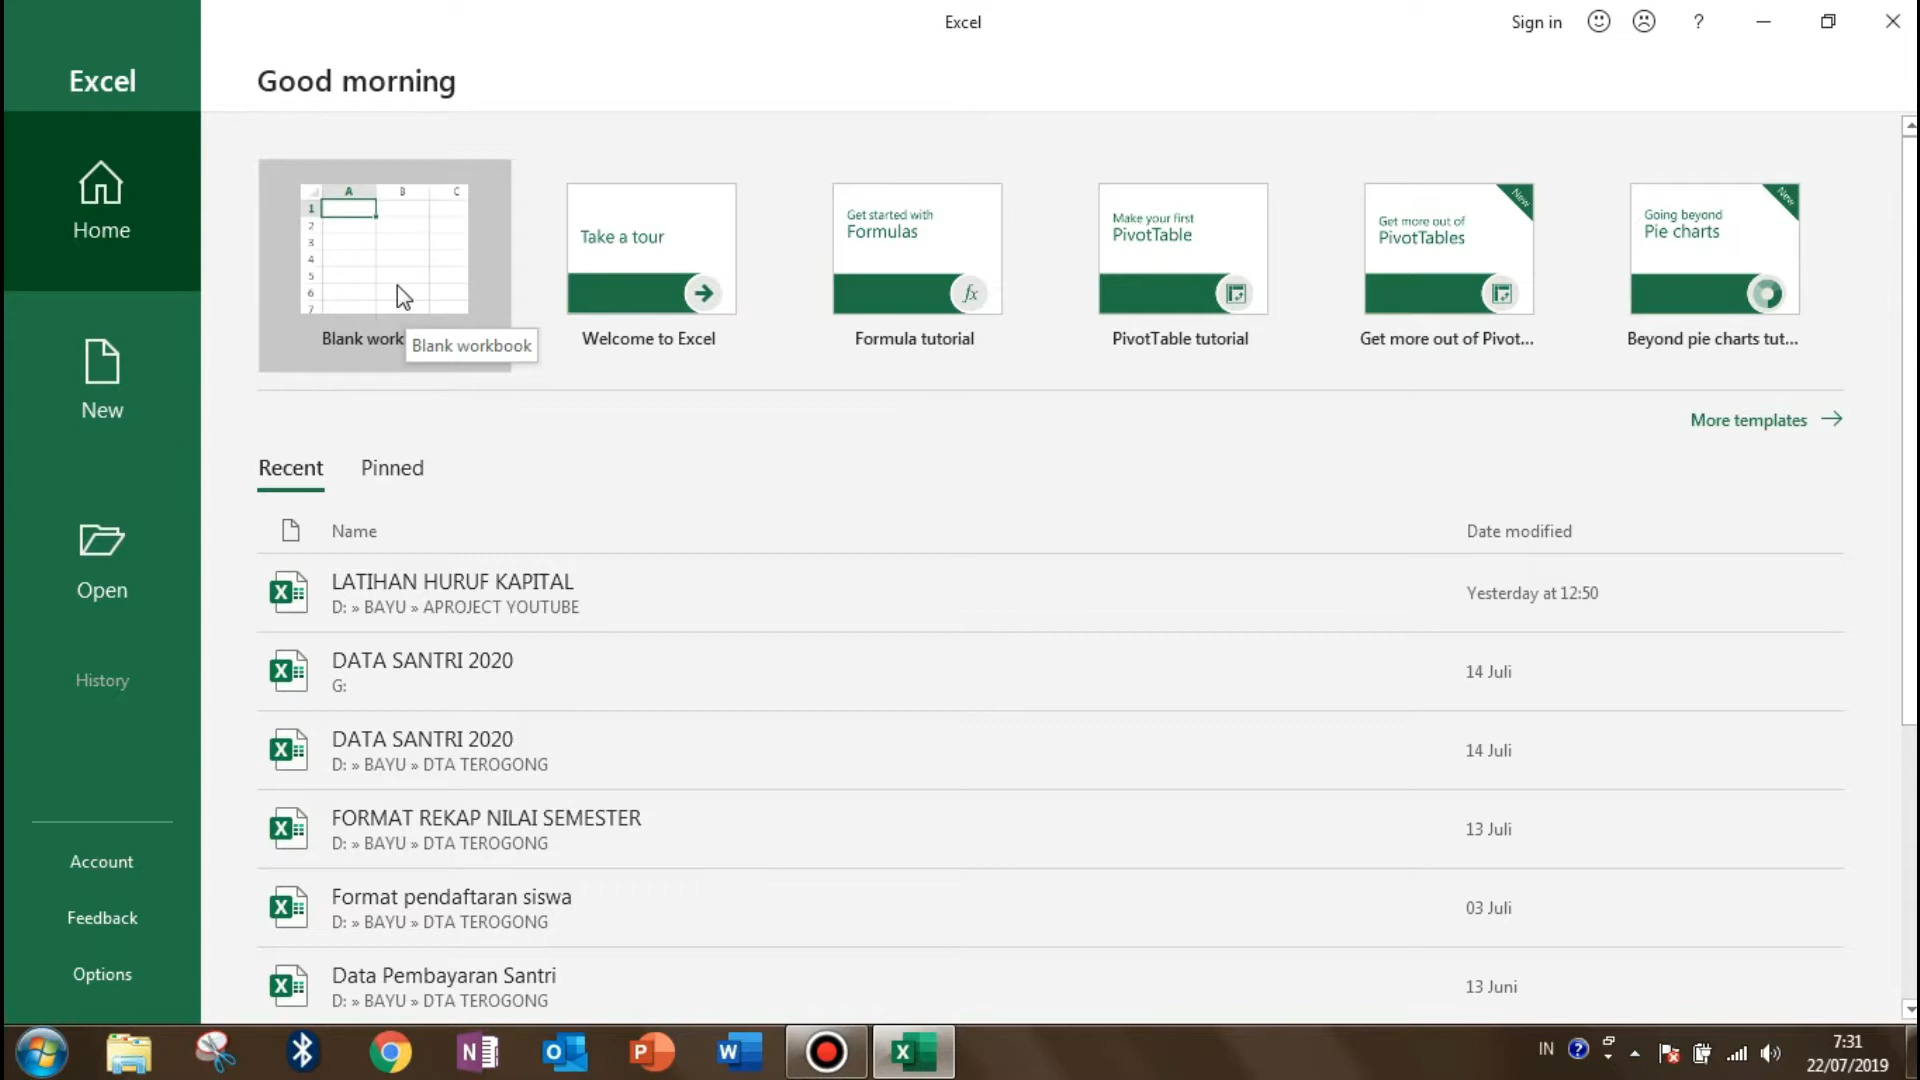 Excel
Sign in
?
Excel
Good morning
Home
New
Open
History
Account
Feedback
Options
A B C
1
2
3
4
5
6
7
Blank work
Blank workbook
Take a tour
Welcome to Excel
Get started with
Formulas
fx
Formula tutorial
Make your first
PivotTable
PivotTable tutorial
New
Get more out of
PivotTables
Get more out of Pivot...
New
Going beyond
Pie charts
Beyond pie charts tut...
More templates
Recent Pinned
Name Date modified
LATIHAN HURUF KAPITAL
D: » BAYU » APROJECT YOUTUBE
Yesterday at 12:50
DATA SANTRI 2020
G:
14 Juli
DATA SANTRI 2020
D: » BAYU » DTA TEROGONG
14 Juli
FORMAT REKAP NILAI SEMESTER
D: » BAYU » DTA TEROGONG
13 Juli
Format pendaftaran siswa
D: » BAYU » DTA TEROGONG
03 Juli
Data Pembayaran Santri
D: » BAYU » DTA TEROGONG
13 Juni
N
O
P
W
X
IN
?
7:31
22/07/2019